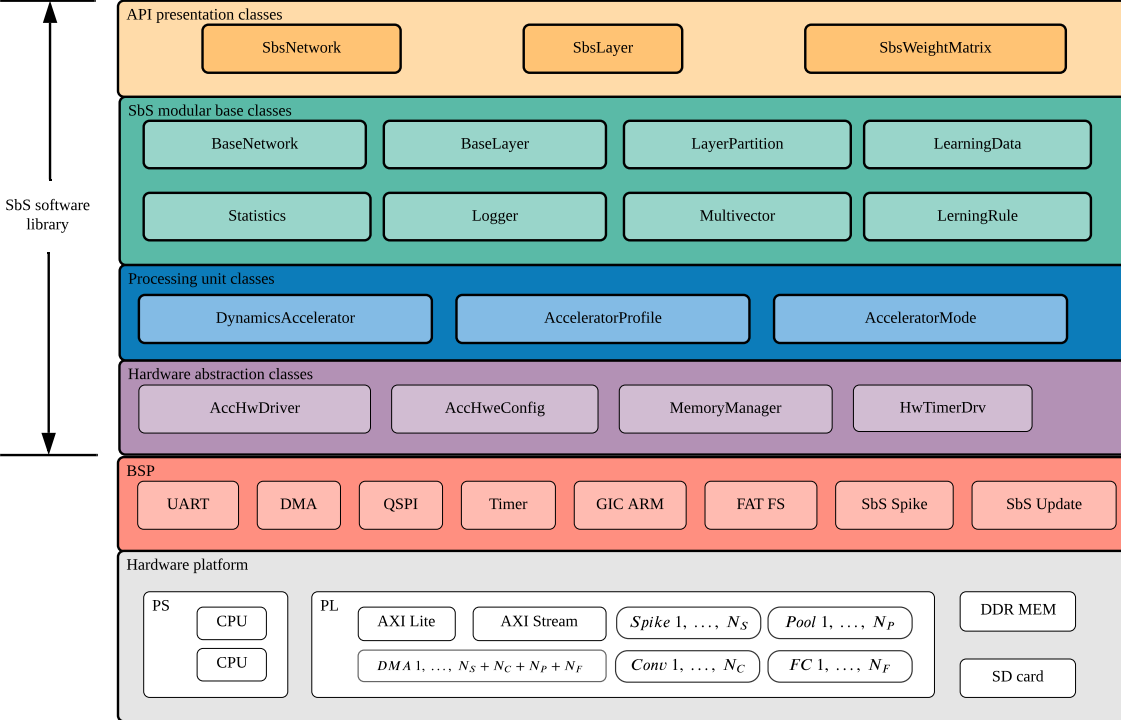 API presentation classes
SbsNetwork
SbsLayer
SbsWeightMatrix
SbS modular base classes
BaseNetwork
BaseLayer
LayerPartition
LearningData
Statistics
Logger
Multivector
LerningRule
SbS software
library
Processing unit classes
DynamicsAccelerator
AcceleratorProfile
AcceleratorMode
Hardware abstraction classes
AccHwDriver
AccHweConfig
MemoryManager
HwTimerDrv
BSP
UART
DMA
QSPI
Timer
GIC ARM
FAT FS
SbS Spike
SbS Update
Hardware platform
PS
CPU
CPU
PL
AXI Lite
AXI Stream
Spike 1, ..., N_S
Pool 1, ..., N_P
DMA 1, ..., N_S + N_C + N_P + N_F
Conv 1, ..., N_C
FC 1, ..., N_F
DDR MEM
SD card